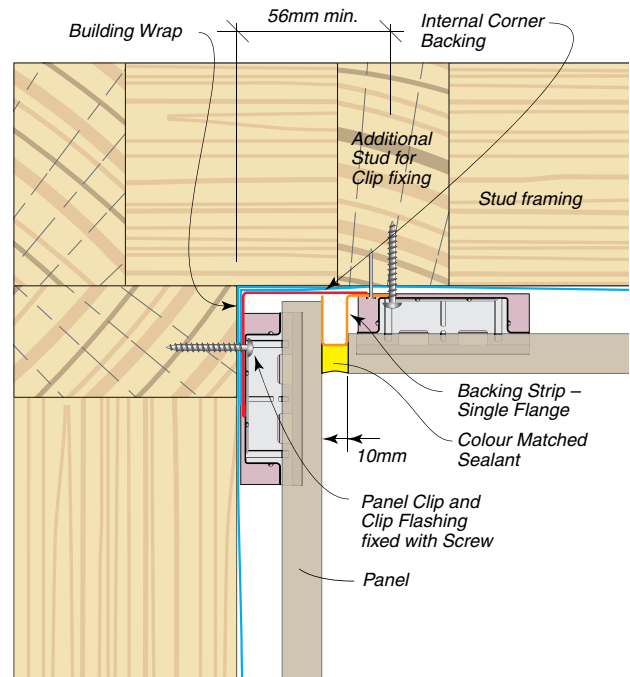 56mm min.
Building Wrap
Internal Corner
Backing
Additional
Stud for
Clip fixing
Stud framing
Backing Strip –
Single Flange
Colour Matched
Sealant
10mm
Panel Clip and
Clip Flashing
fixed with Screw
Panel